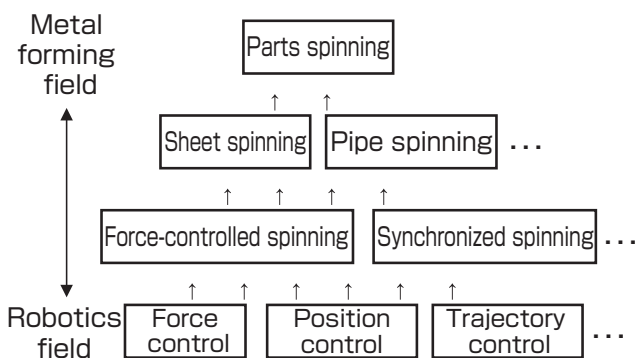 Metal
forming
field
Parts spinning
Sheet spinning
Pipe spinning
...
Force-controlled spinning
Synchronized spinning
...
Robotics
field
Force
control
Position
control
Trajectory
control
...